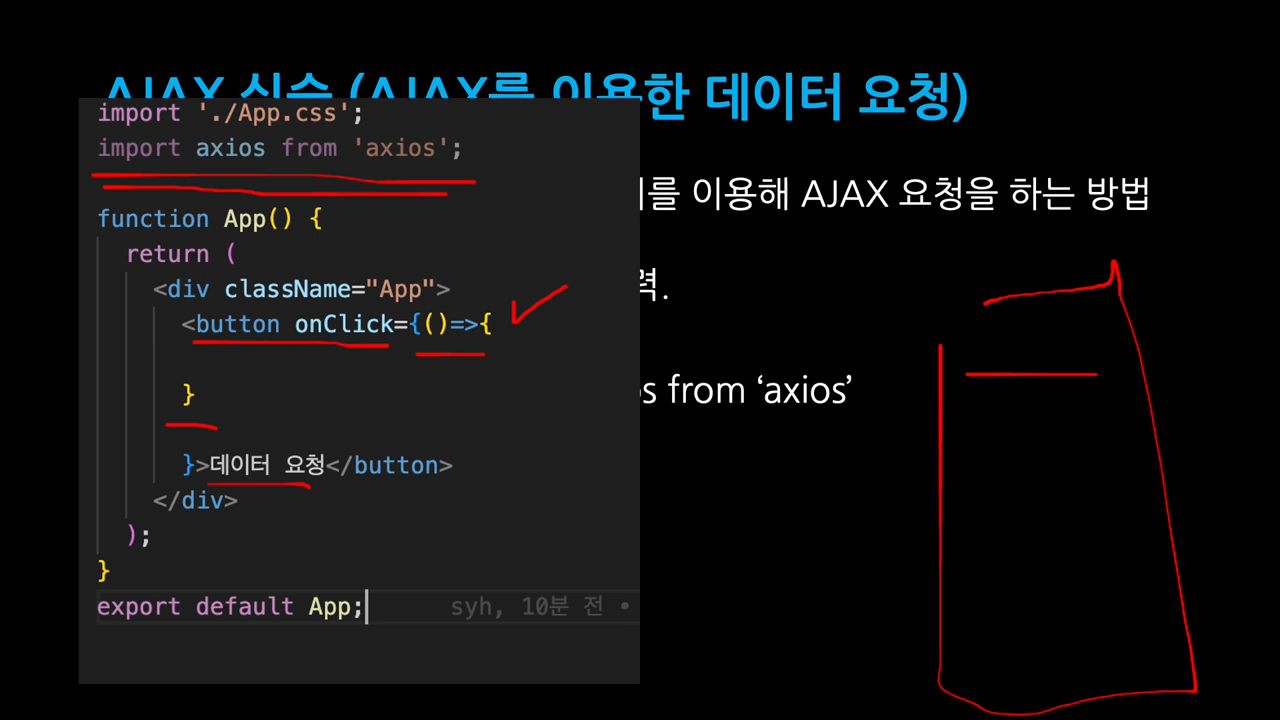 AJAX 실습 (AJAX를 이용한 데이터 요청)
import './App.css';
import axios from 'axios';
를 이용해 AJAX 요청을 하는 방법
function App() {
return (
<div className="App">
력.
<button onClick={()=>{
}
from ‘axios’
}>데이터 요청</button>
</div>
);
}
export default App;
syh, 10분 전 •